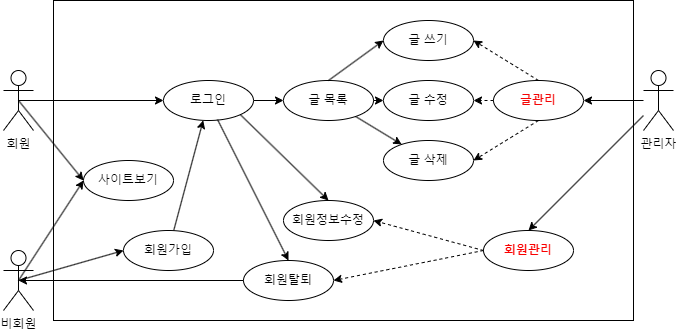 글 쓰기
로그인
글 목록
글 수정
글관리
회원
관리자
글 삭제
사이트보기
회원정보수정
회원가입
회원관리
회원탈퇴
비회원